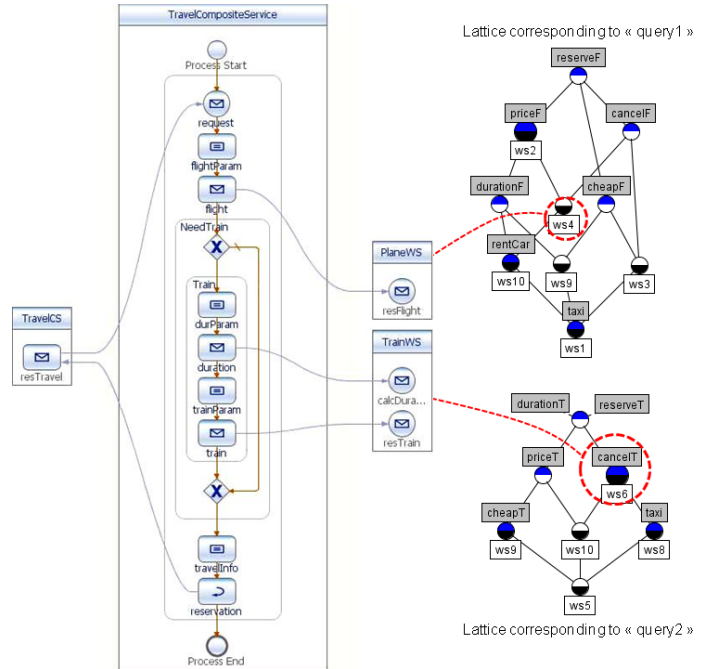 TravelCompositeService
Process Start
request
flightParam
flight
NeedTrain
X
Train
durParam
duration
trainParam
train
X
travelInfo
reservation
Process End
TravelCS
resTravel
PlaneWS
resFlight
TrainWS
calcDura...
resTrain
Lattice corresponding to « query1 »
reserveF
priceF
cancelF
ws2
durationF
cheapF
ws4
rentCar
ws10
ws9
ws3
taxi
ws1
durationT
reserveT
priceT
cancelT
ws6
cheapT
taxi
ws9
ws10
ws8
ws5
Lattice corresponding to « query2 »